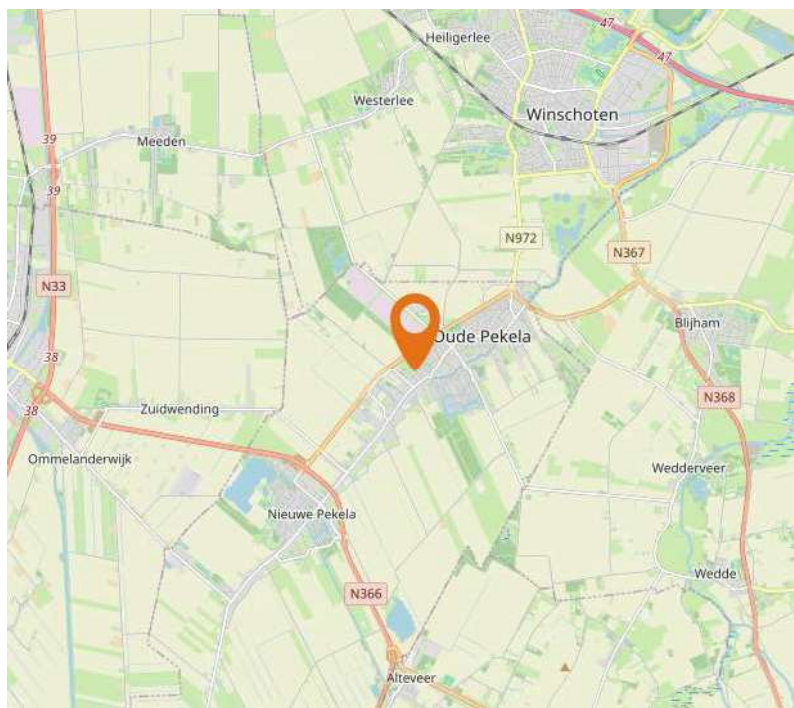 47
Heiligerlee
47
Westerlee
Winschoten
39
Meeden
39
N972
N367
N33
Blijham
Oude Pekela
38
N368
38
Zuidwending
Ommelanderwijk
Wedderveer
Nieuwe Pekela
Wedde
N366
Alteveer